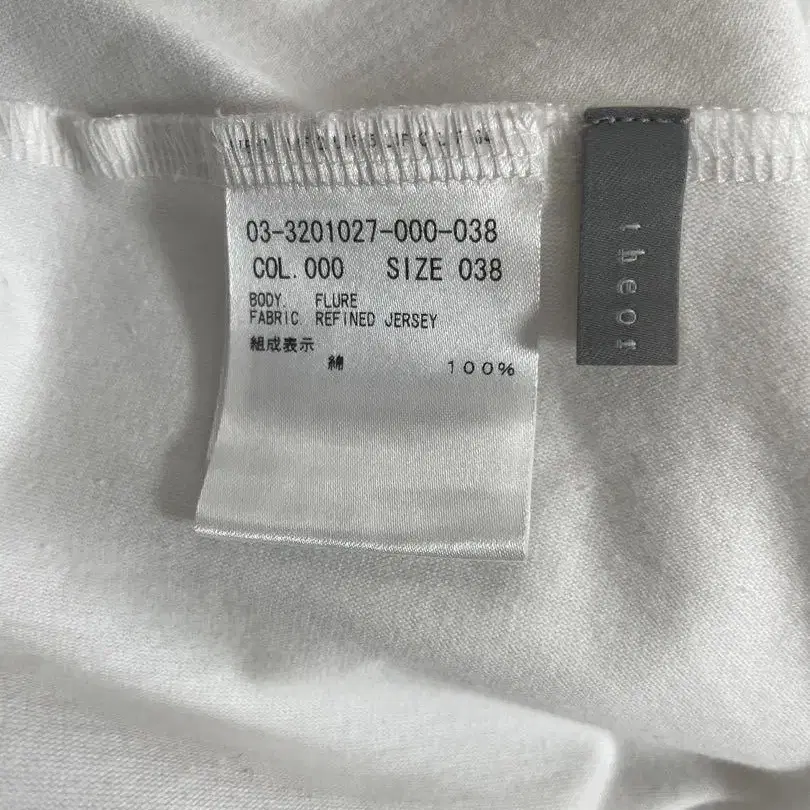 03-3201027-000-038
COL.000 SIZE 038
BODY. FLURE
FABRIC REFINED JERSEY
組成表示
綿 100%